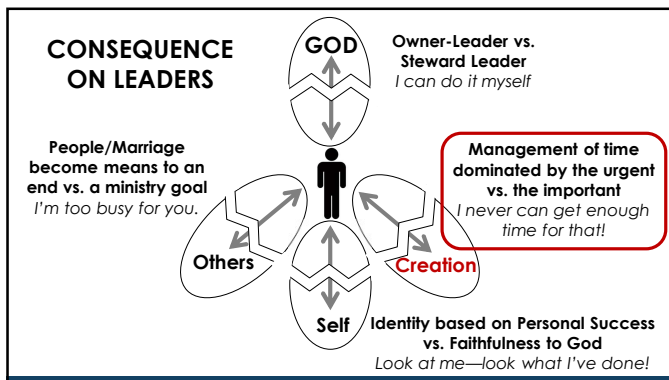 CONSEQUENCE
ON LEADERS
GOD
Owner-Leader vs.
Steward Leader
I can do it myself
People/Marriage
become means to an
end vs. a ministry goal
I'm too busy for you.
Management of time
dominated by the urgent
vs. the important
I never can get enough
time for that!
Others
Creation
Self
Identity based on Personal Success
vs. Faithfulness to God
Look at me—look what I've done!